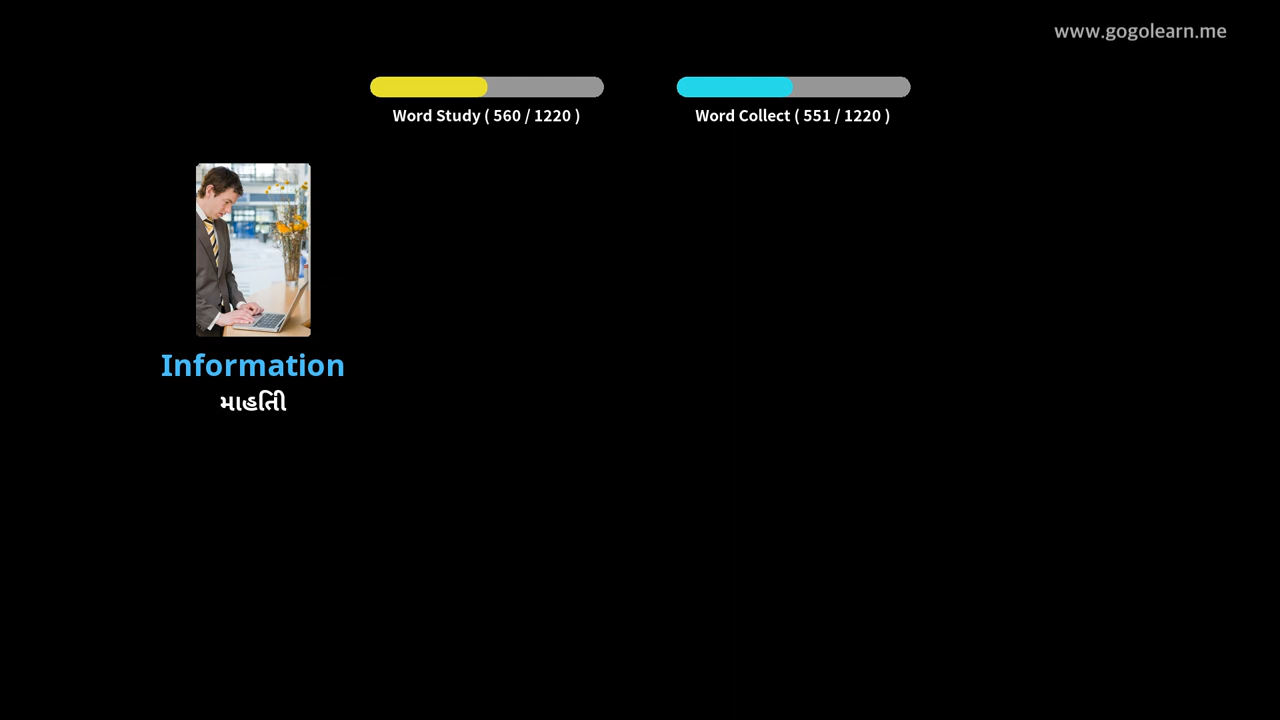 www.gogolearn.me
Word Study ( 560 / 1220 )
Word Collect ( 551 / 1220 )
Information
માહિતી